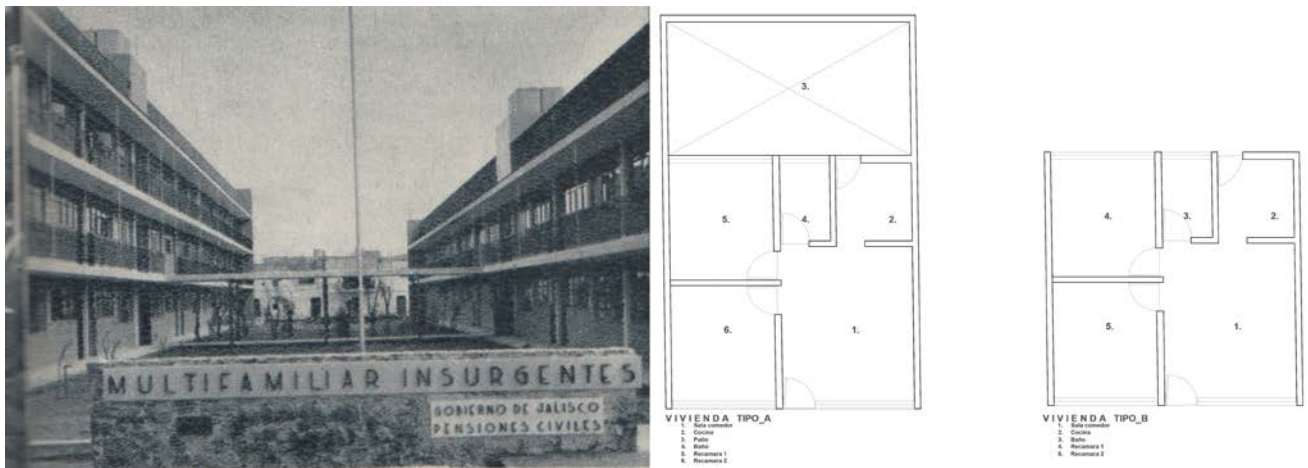 MULTIFAMILIAR INSURGENTES
GOBIERNO DE JALISCO
PENSIONES CIVILES
3.
5.
4.
2.
6.
1.
VIVIENDA TIPO_A
1. Sala comedor
2. Cocina
3. Patio
4. Baño
5. Recamara 1
6. Recamara 2
4.
3.
2.
5.
1.
VIVIENDA TIPO_B
1. Sala comedor
2. Cocina
3. Baño
4. Recamara 1
5. Recamara 2